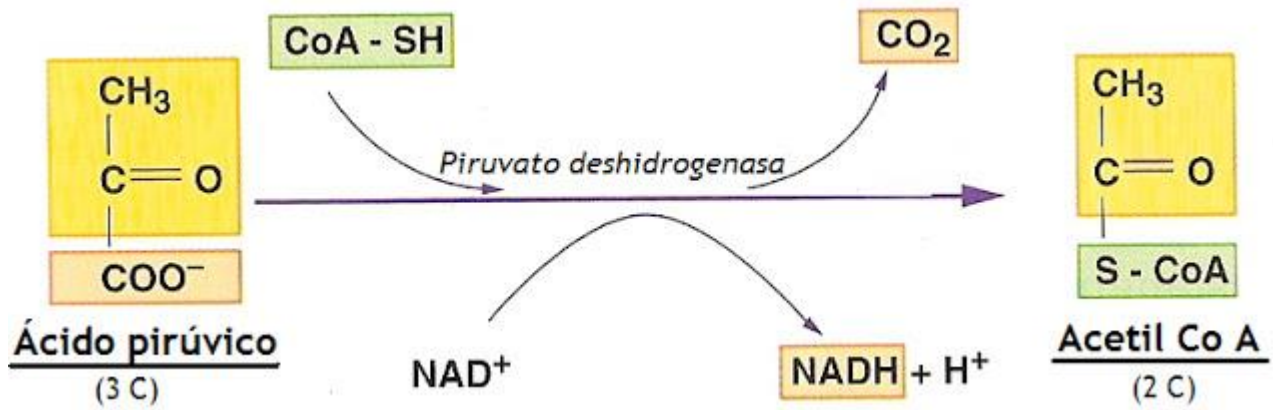 CoA - SH
CO₂
CH₃
C = O
COO⁻
Ácido pirúvico
(3 C)
Piruvato deshidrogenasa
NAD⁺
NADH + H⁺
CH₃
C = O
S - CoA
Acetil Co A
(2 C)